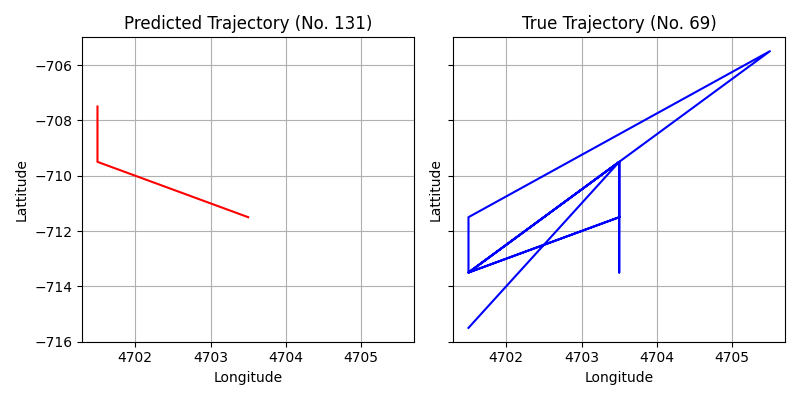 Predicted Trajectory (No. 131)
Lattitude
−706
−708
−710
−712
−714
−716
4702
4703
4704
4705
Longitude
True Trajectory (No. 69)
Lattitude
4702
4703
4704
4705
Longitude